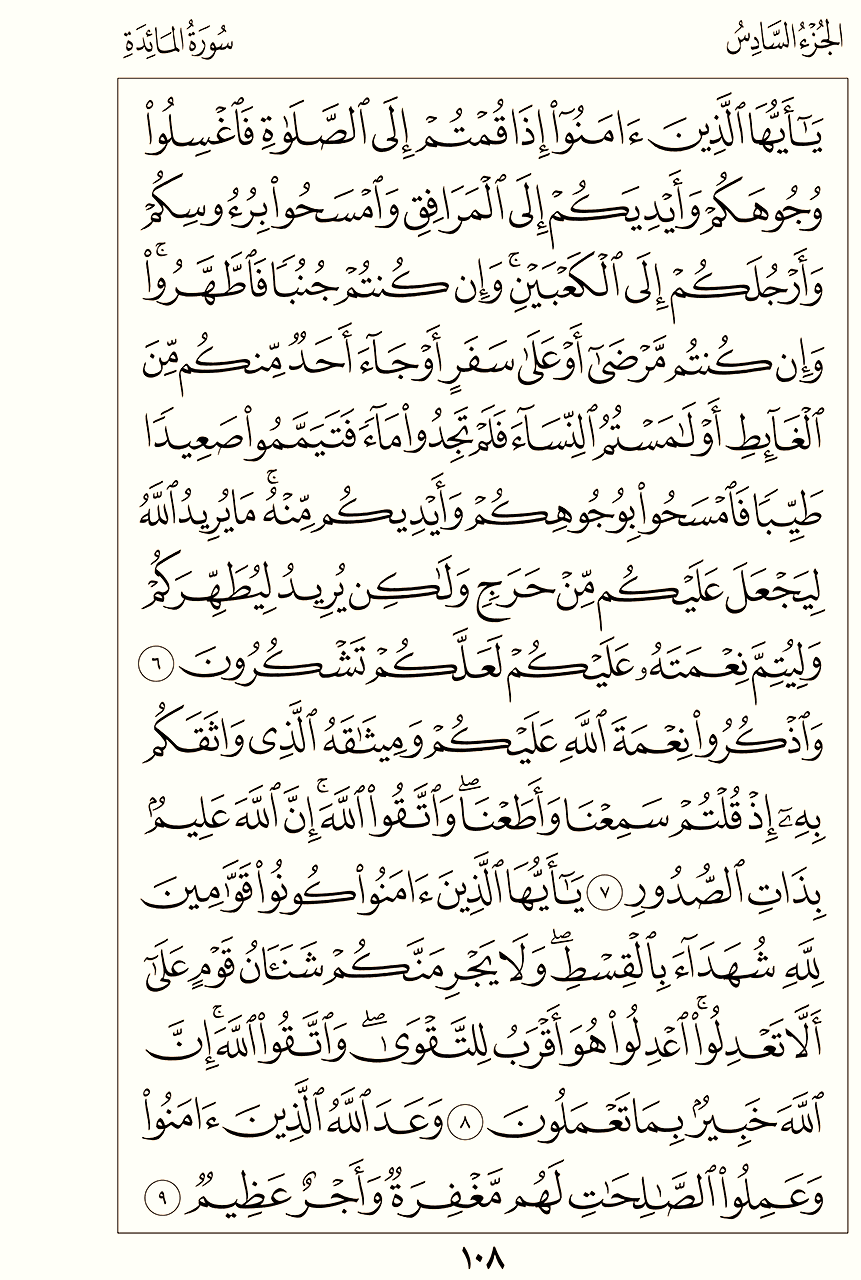 الجُزْءُ السَّادِسُ
سُورَةُ المَائِدَةِ
يَٰٓأَيُّهَا ٱلَّذِينَ ءَامَنُوٓا۟ إِذَا قُمْتُمْ إِلَى ٱلصَّلَوٰةِ فَٱغْسِلُوا۟
وُجُوهَكُمْ وَأَيْدِيَكُمْ إِلَى ٱلْمَرَافِقِ وَٱمْسَحُوا۟ بِرُءُوسِكُمْ
وَأَرْجُلَكُمْ إِلَى ٱلْكَعْبَيْنِ ۚ وَإِن كُنتُمْ جُنُبًا فَٱطَّهَّرُوا۟ ۚ
وَإِن كُنتُم مَّرْضَىٰٓ أَوْ عَلَىٰ سَفَرٍ أَوْ جَآءَ أَحَدٌ مِّنكُم مِّنَ
ٱلْغَآئِطِ أَوْ لَٰمَسْتُمُ ٱلنِّسَآءَ فَلَمْ تَجِدُوا۟ مَآءً فَتَيَمَّمُوا۟ صَعِيدًا
طَيِّبًا فَٱمْسَحُوا۟ بِوُجُوهِكُمْ وَأَيْدِيكُم مِّنْهُ ۚ مَا يُرِيدُ ٱللَّهُ
لِيَجْعَلَ عَلَيْكُم مِّنْ حَرَجٍ وَلَٰكِن يُرِيدُ لِيُطَهِّرَكُمْ
وَلِيُتِمَّ نِعْمَتَهُۥ عَلَيْكُمْ لَعَلَّكُمْ تَشْكُرُونَ ٦
وَٱذْكُرُوا۟ نِعْمَةَ ٱللَّهِ عَلَيْكُمْ وَمِيثَٰقَهُ ٱلَّذِى وَاثَقَكُم
بِهِۦٓ إِذْ قُلْتُمْ سَمِعْنَا وَأَطَعْنَا ۖ وَٱتَّقُوا۟ ٱللَّهَ ۚ إِنَّ ٱللَّهَ عَلِيمٌۢ
بِذَاتِ ٱلصُّدُورِ ٧ يَٰٓأَيُّهَا ٱلَّذِينَ ءَامَنُوا۟ كُونُوا۟ قَوَّٰمِينَ
لِلَّهِ شُهَدَآءَ بِٱلْقِسْطِ ۖ وَلَا يَجْرِمَنَّكُمْ شَنَـَٔانُ قَوْمٍ عَلَىٰٓ
أَلَّا تَعْدِلُوا۟ ۚ ٱعْدِلُوا۟ هُوَ أَقْرَبُ لِلتَّقْوَىٰ ۖ وَٱتَّقُوا۟ ٱللَّهَ ۚ إِنَّ
ٱللَّهَ خَبِيرٌۢ بِمَا تَعْمَلُونَ ٨ وَعَدَ ٱللَّهُ ٱلَّذِينَ ءَامَنُوا۟
وَعَمِلُوا۟ ٱلصَّٰلِحَٰتِ لَهُم مَّغْفِرَةٌ وَأَجْرٌ عَظِيمٌ ٩
١٠٨